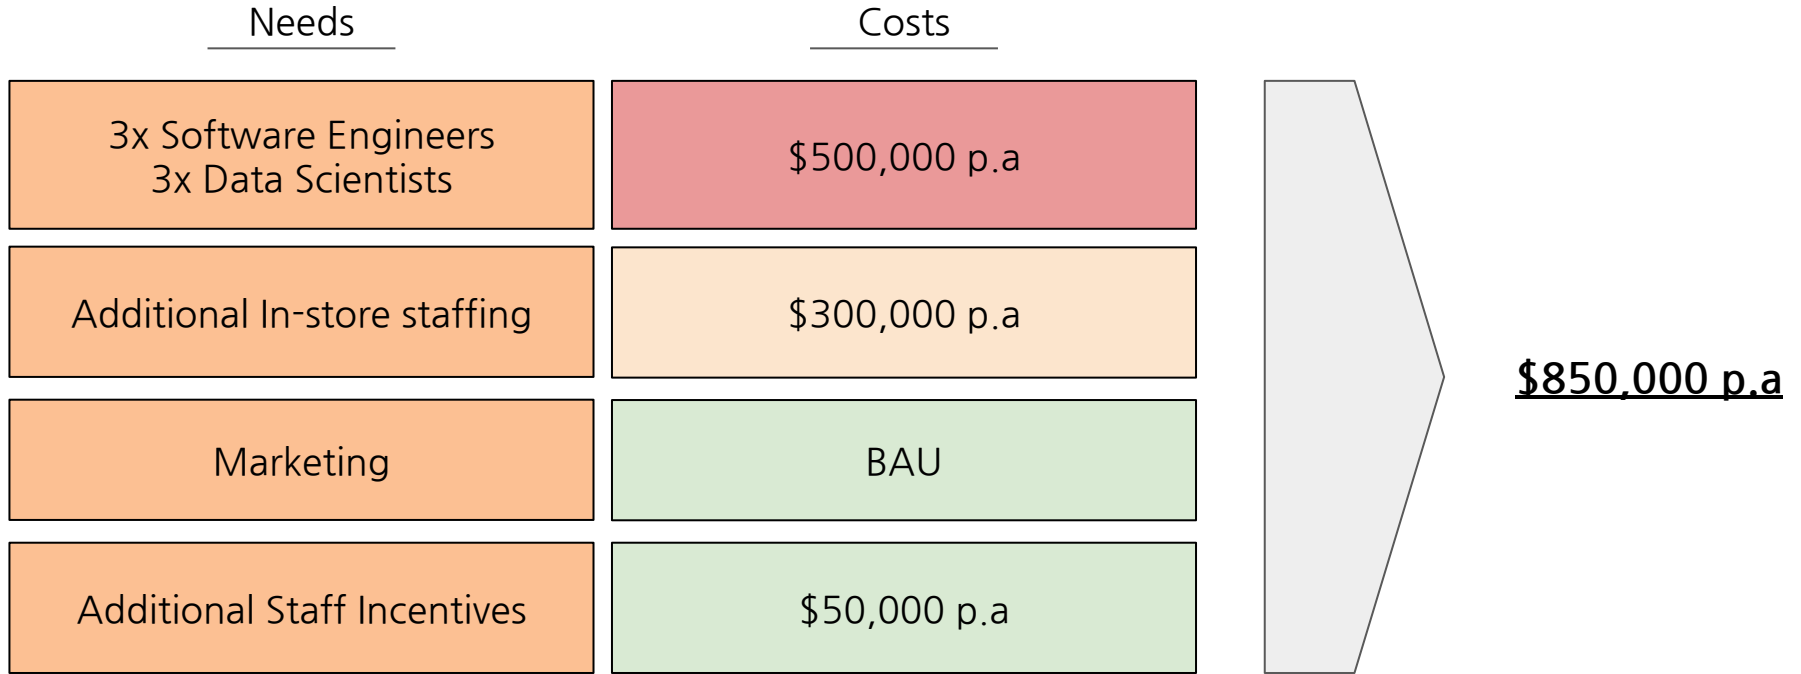 Needs
Costs
3x Software Engineers
3x Data Scientists
$500,000 p.a
Additional In-store staffing
$300,000 p.a
Marketing
BAU
Additional Staff Incentives
$50,000 p.a
$850,000 p.a